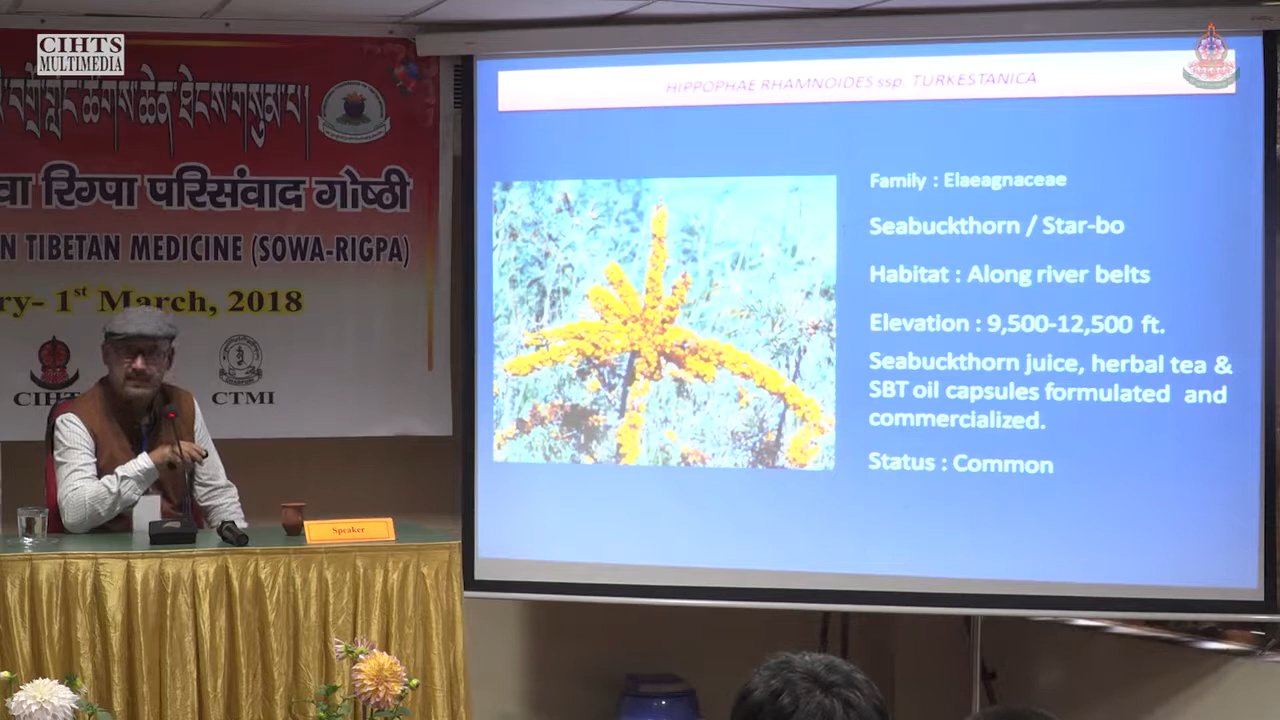 CIHTS
MULTIMEDIA
रिग्पा परिसंवाद गोष्ठी
TIBETAN MEDICINE (SOWA-RIGPA)
1st March, 2018
CTMI
Speaker
HIPPOPHAE RHAMNOIDES ssp. TURKESTANICA
Family : Elaeagnaceae
Seabuckthorn / Star-bo
Habitat : Along river belts
Elevation : 9,500-12,500 ft.
Seabuckthorn juice, herbal tea &
SBT oil capsules formulated and
commercialized.
Status : Common